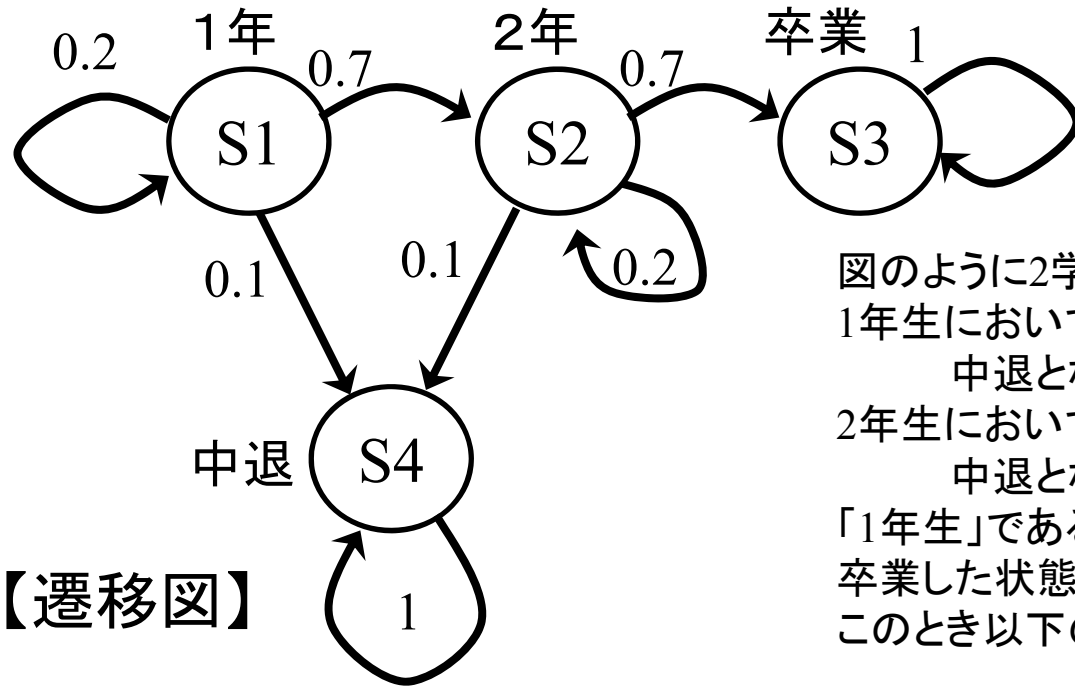 1年
2年
卒業
0.2
0.7
0.7
1
S1
S2
S3
0.1
0.1
0.2
中退
S4
1
【遷移図】
図のように2学
1年生において
中退と
2年生において
中退と
「1年生」である
卒業した状態
このとき以下の